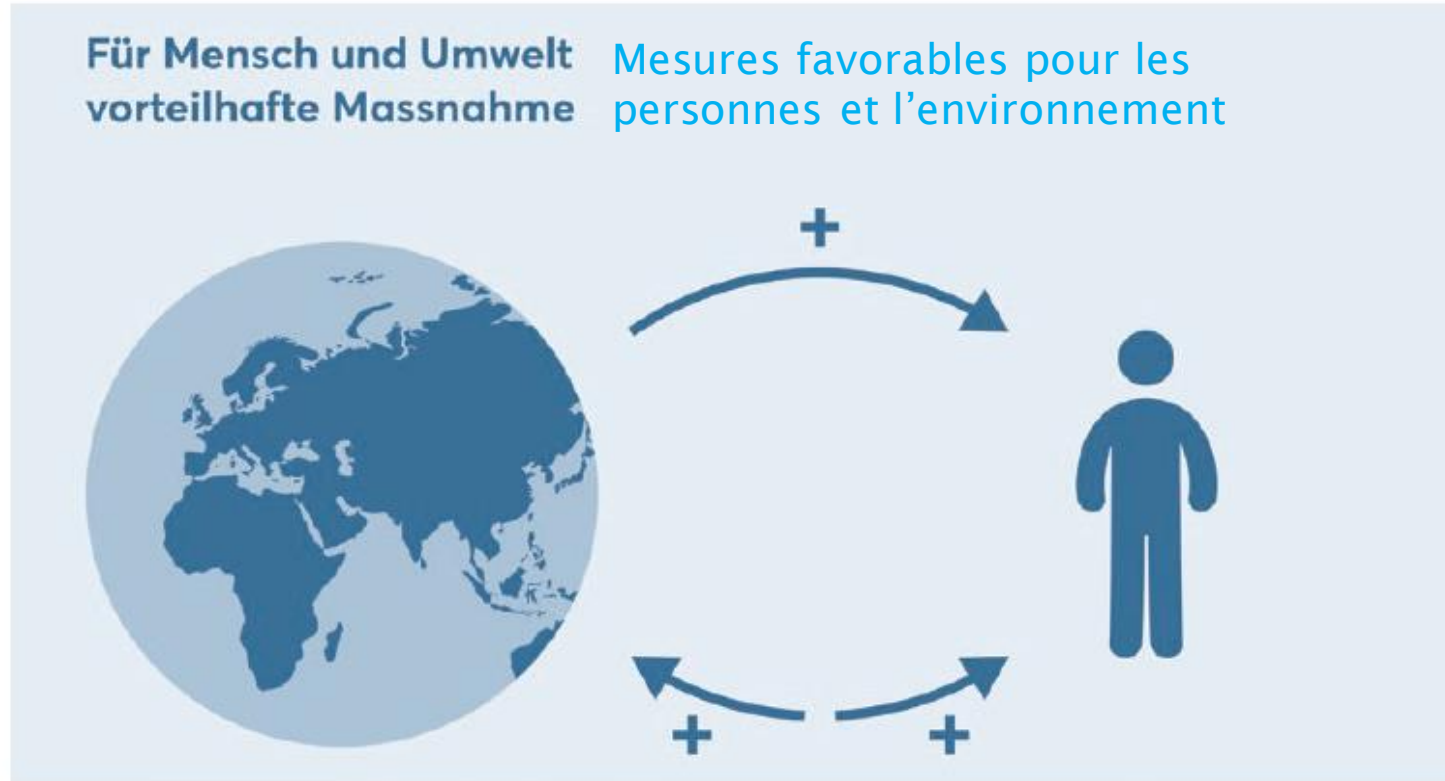 Für Mensch und Umwelt
vorteilhafte Massnahme
Mesures favorables pour les
personnes et l’environnement
+
+
+